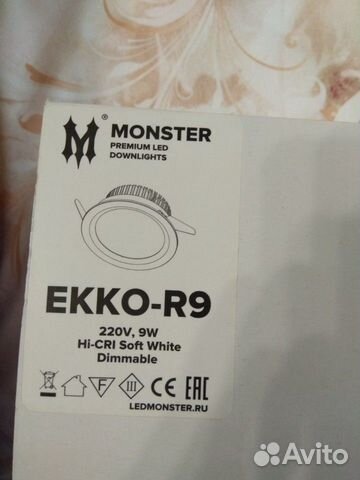 M®
MONSTER
PREMIUM LED
DOWNLIGHTS
EKKO-R9
220V, 9W
Hi-CRI Soft White
Dimmable
F III CE EAC
LEDMONSTER.RU
Avito